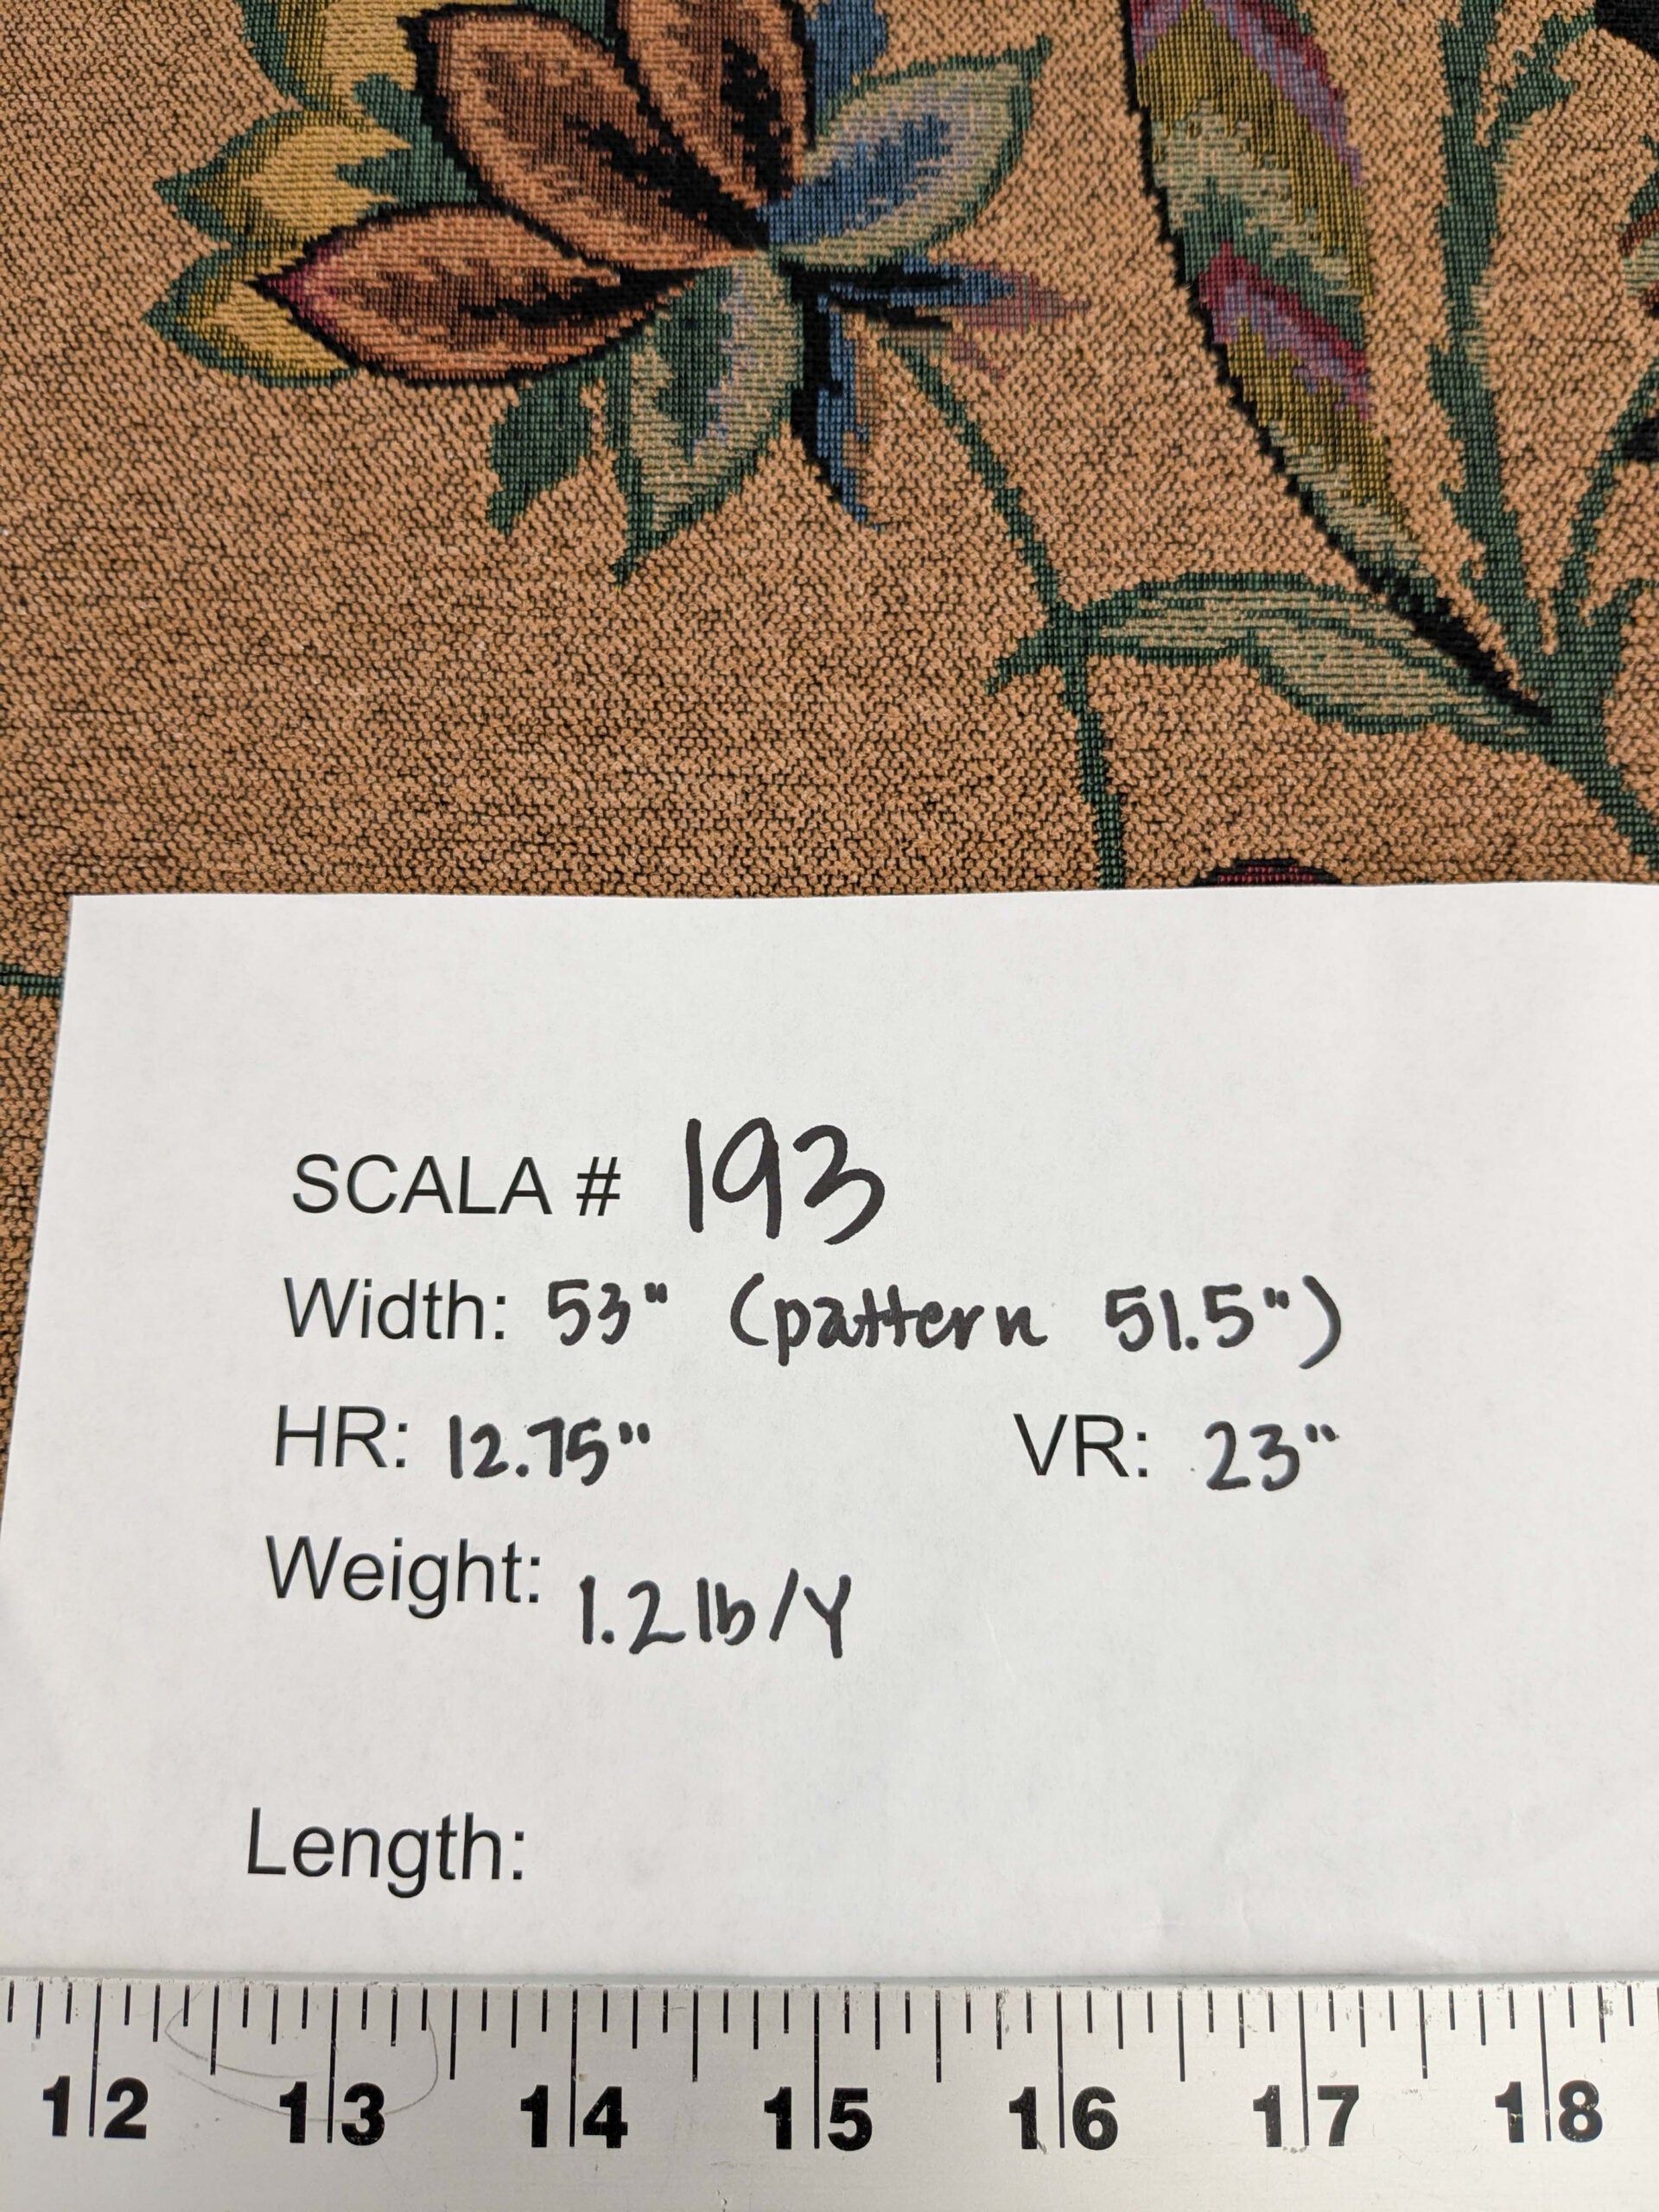 SCALA # 193
Width: 53" (pattern 51.5")
HR: 12.75" VR: 23"
Weight: 1.2 lb/Y
Length:
12 13 14 15 16 17 18